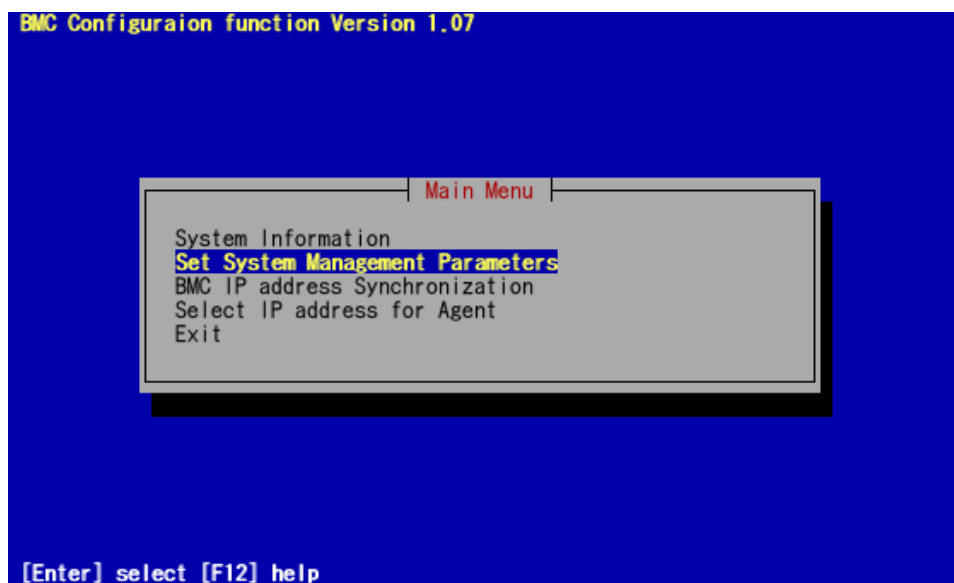 BMC Configuraion function Version 1.07
Main Menu
System Information
Set System Management Parameters
BMC IP address Synchronization
Select IP address for Agent
Exit
[Enter] select [F12] help